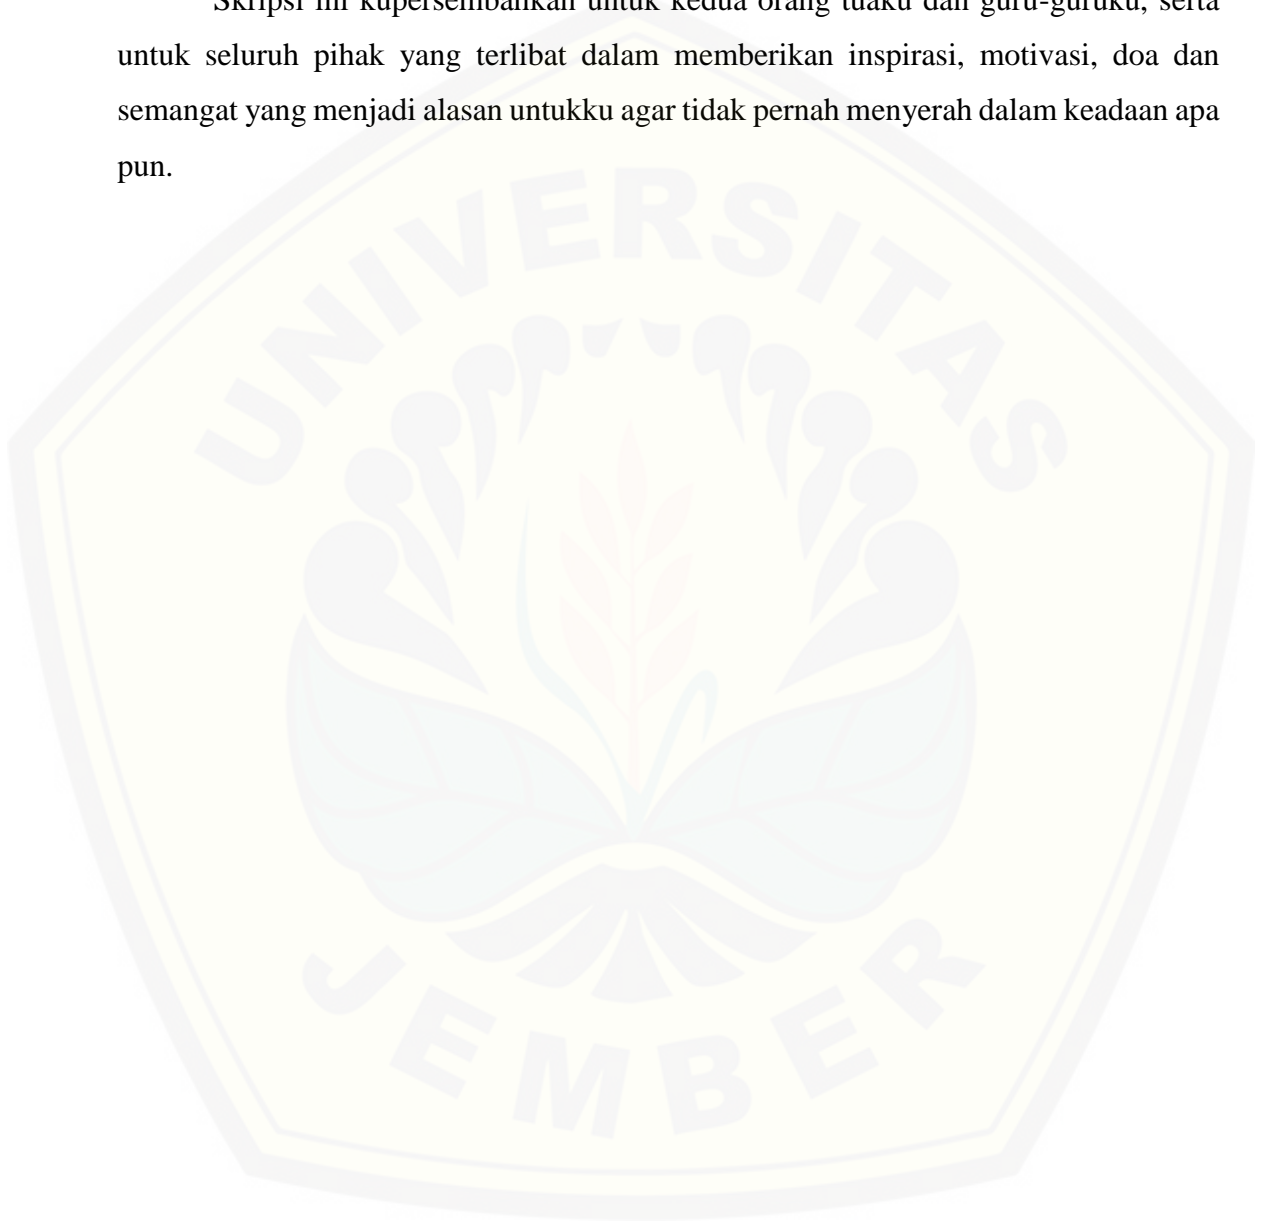 Skripsi ini kupersembahkan untuk kedua orang tuaku dan guru-guruku, serta
untuk seluruh pihak yang terlibat dalam memberikan inspirasi, motivasi, doa dan
semangat yang menjadi alasan untukku agar tidak pernah menyerah dalam keadaan apa
pun.
UNIVERSITAS
JEMBER